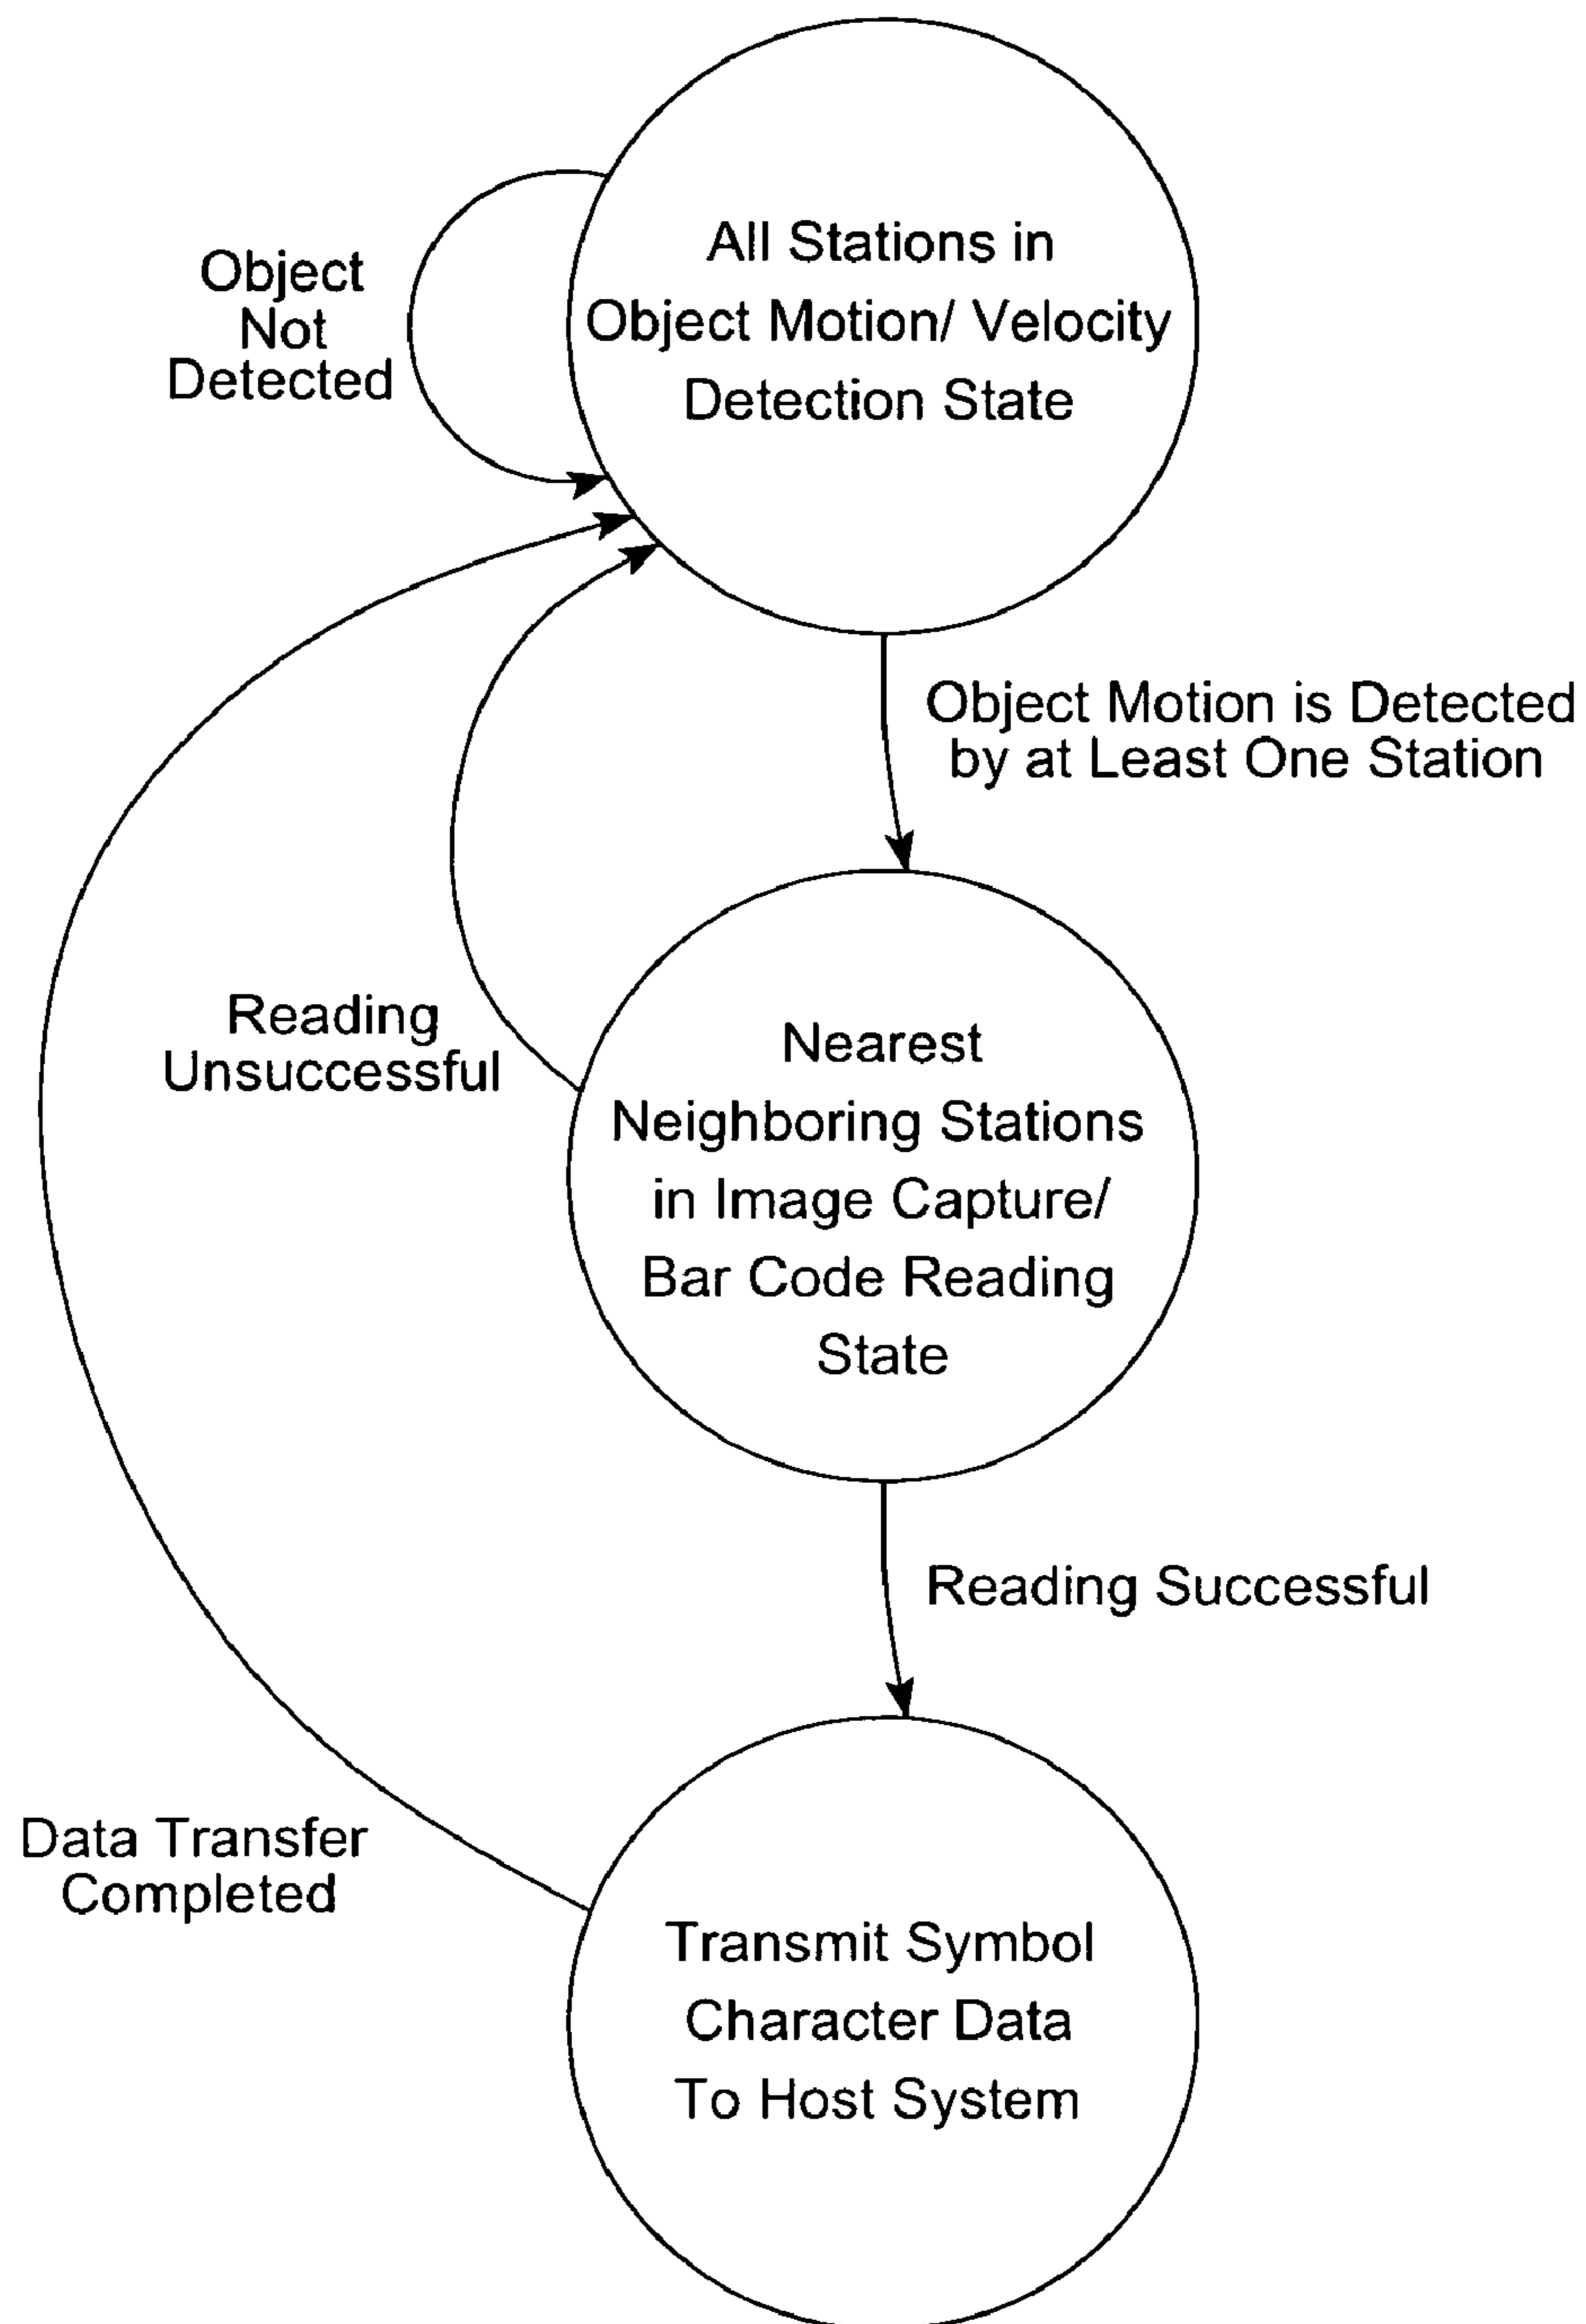 All Stations in
Object Motion/ Velocity
Detection State
Object
Not
Detected
Object Motion is Detected
by at Least One Station
Reading
Unsuccessful
Nearest
Neighboring Stations
in Image Capture/
Bar Code Reading
State
Reading Successful
Data Transfer
Completed
Transmit Symbol
Character Data
To Host System